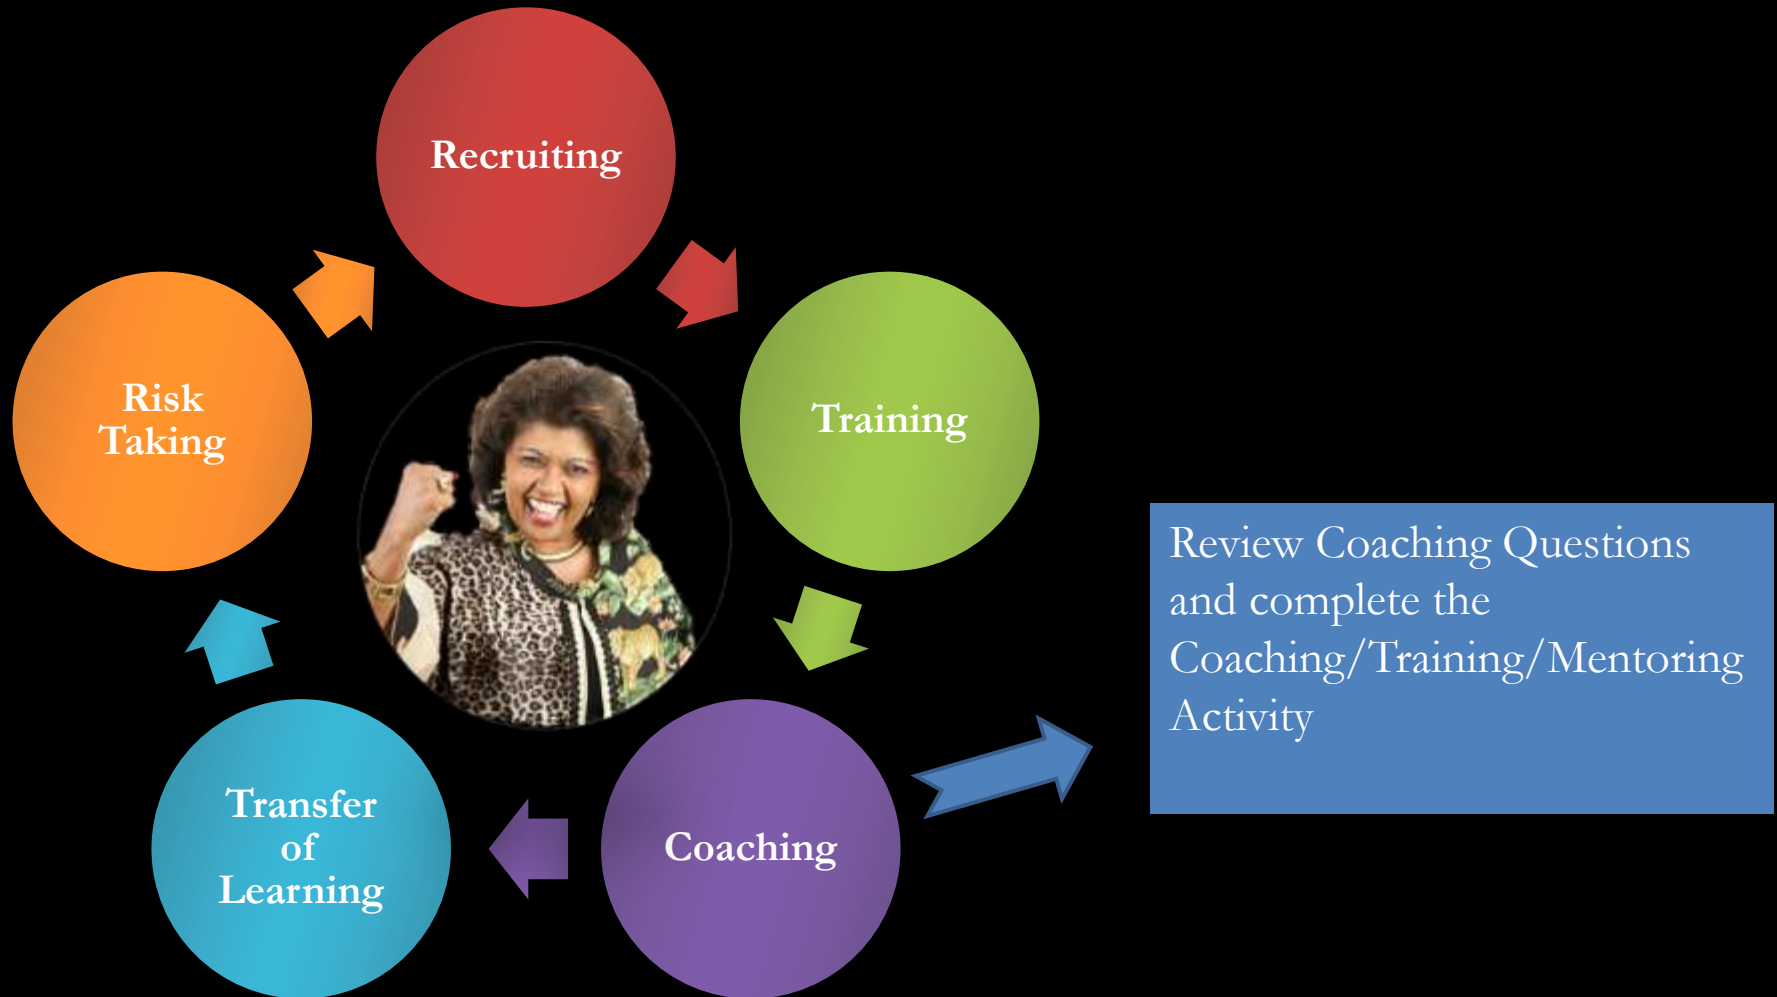 Recruiting
Risk
Taking
Training
Review Coaching Questions
and complete the
Coaching/Training/Mentoring
Activity
Transfer
of
Learning
Coaching